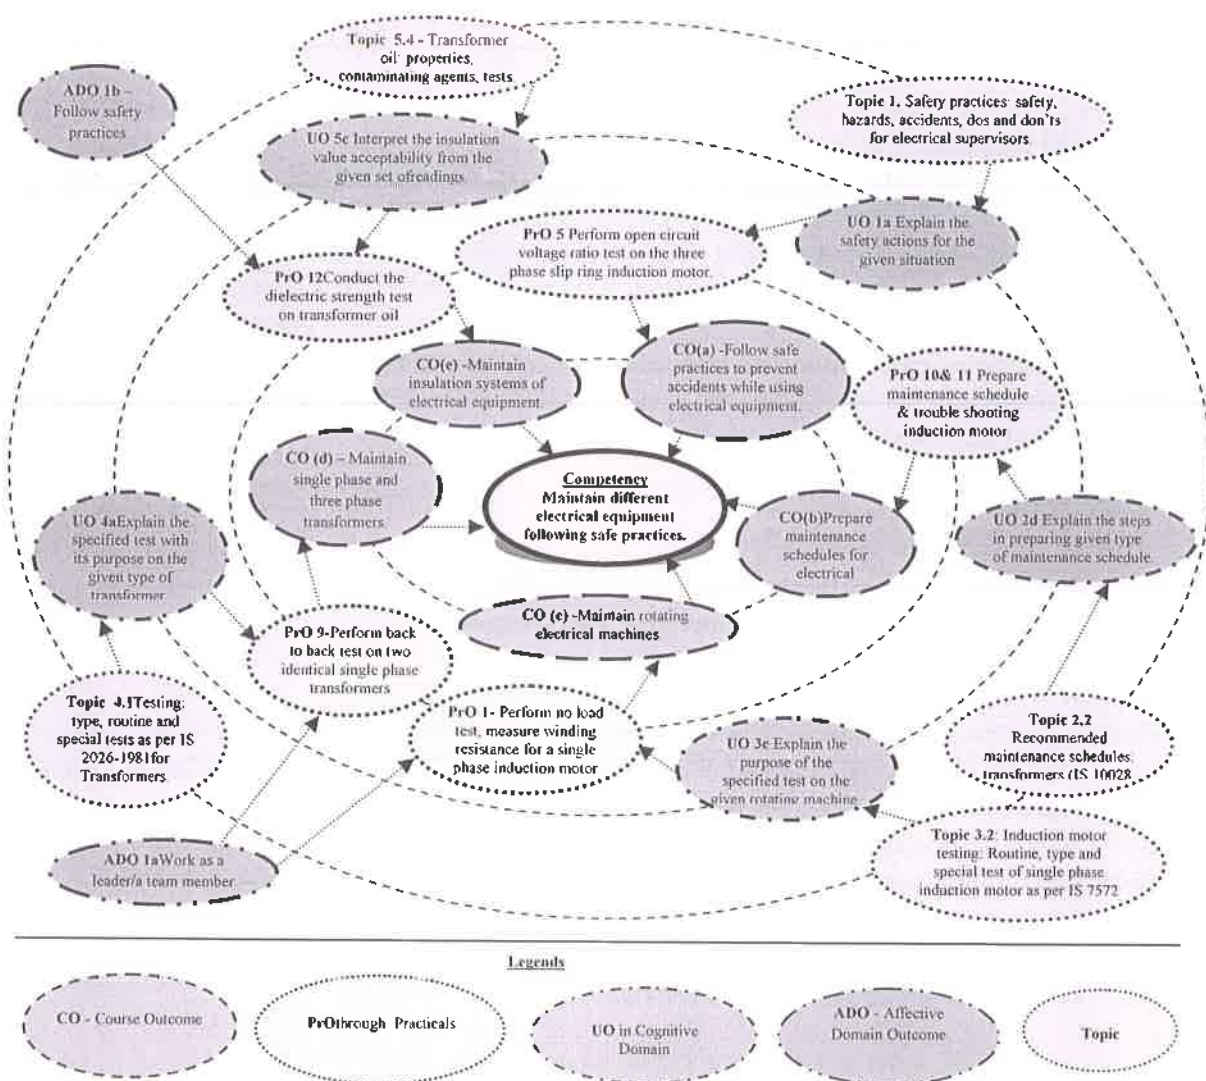 Topic 5.4 - Transformer
oil: properties,
contaminating agents, tests.
ADO 1b –
Follow safety
practices
Topic 1. Safety practices: safety,
hazards, accidents, dos and don'ts
for electrical supervisors.
UO 5c Interpret the insulation
value acceptability from the
given set ofreadings.
UO 1a Explain the
safety actions for the
given situation
PrO 5 Perform open circuit
voltage ratio test on the three
phase slip ring induction motor.
PrO 12Conduct the
dielectric strength test
on transformer oil
CO(e) -Maintain
insulation systems of
electrical equipment.
CO(a) -Follow safe
practices to prevent
accidents while using
electrical equipment.
PrO 10& 11 Prepare
maintenance schedule
& trouble shooting
induction motor
CO (d) – Maintain
single phase and
three phase
transformers
Competency
Maintain different
electrical equipment
following safe practices.
UO 4aExplain the
specified test with
its purpose on the
given type of
transformer.
CO(b)Prepare
maintenance
schedules for
electrical
UO 2d Explain the steps
in preparing given type
of maintenance schedule.
CO (c) -Maintain rotating
electrical machines
PrO 9-Perform back
to back test on two
identical single phase
transformers
Topic 4.1Testing:
type, routine and
special tests as per IS
2026-1981for
Transformers.
PrO 1- Perform no load
test, measure winding
resistance for a single
phase induction motor
UO 3c Explain the
purpose of the
specified test on the
given rotating machine.
Topic 2.2
Recommended
maintenance schedules:
transformers (IS 10028
Topic 3.2: Induction motor
testing: Routine, type and
special test of single phase
induction motor as per IS 7572
ADO 1aWork as a
leader/a team member.
Legends
CO - Course Outcome
PrOthrough Practicals
UO in Cognitive
Domain
ADO - Affective
Domain Outcome
Topic